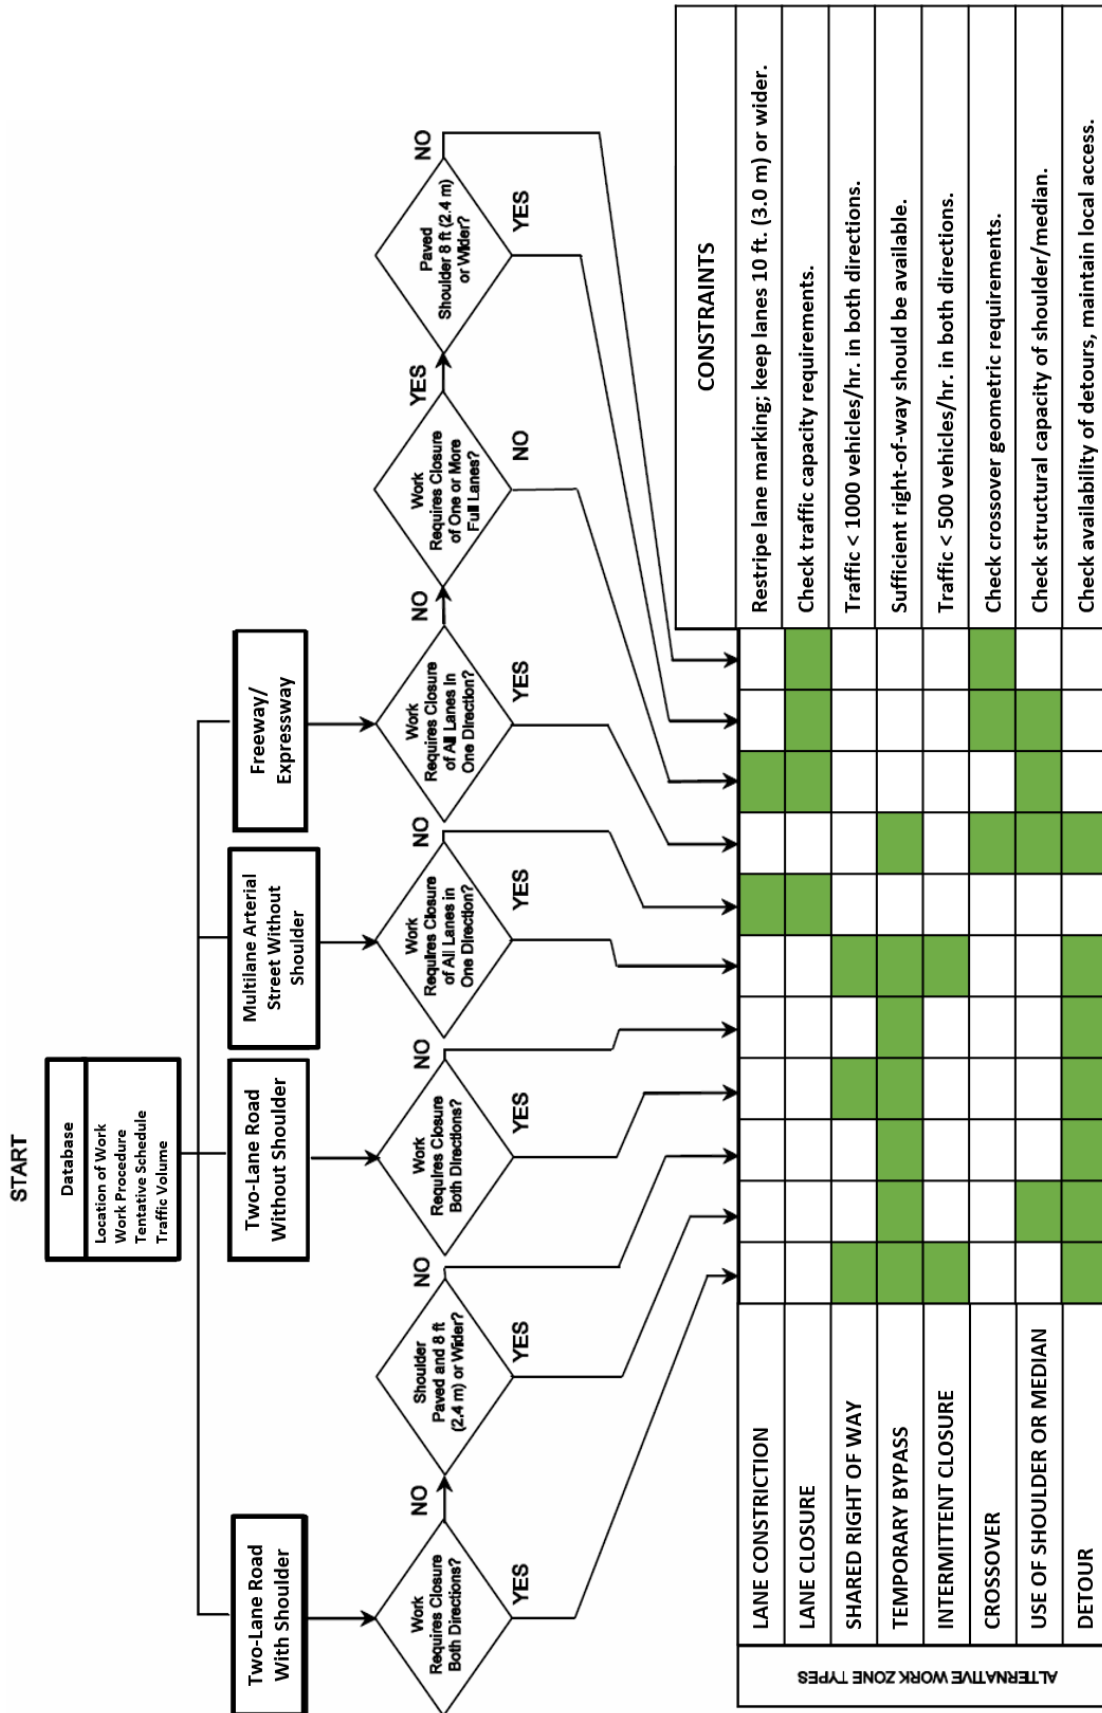 START
Database
Location of Work
Work Procedure
Tentative Schedule
Traffic Volume
Two-Lane Road
With Shoulder
Two-Lane Road
Without Shoulder
Multilane Arterial
Street Without
Shoulder
Freeway/
Expressway
Work
Requires Closure
Both Directions?
NO
YES
Shoulder
Paved and 8 ft
(2.4 m) or Wider?
NO
YES
Work
Requires Closure
Both Directions?
NO
YES
Work
Requires Closure
of All Lanes in
One Direction?
NO
YES
Work
Requires Closure
of All Lanes in
One Direction?
NO
YES
Work
Requires Closure
of One or More
Full Lanes?
YES
NO
Paved
Shoulder 8 ft (2.4 m)
or Wider?
NO
YES
CONSTRAINTS
ALTERNATIVE WORK ZONE TYPES
LANE CONSTRICTION
Restripe lane marking; keep lanes 10 ft. (3.0 m) or wider.
LANE CLOSURE
Check traffic capacity requirements.
SHARED RIGHT OF WAY
Traffic < 1000 vehicles/hr. in both directions.
TEMPORARY BYPASS
Sufficient right-of-way should be available.
INTERMITTENT CLOSURE
Traffic < 500 vehicles/hr. in both directions.
CROSSOVER
Check crossover geometric requirements.
USE OF SHOULDER OR MEDIAN
Check structural capacity of shoulder/median.
DETOUR
Check availability of detours, maintain local access.